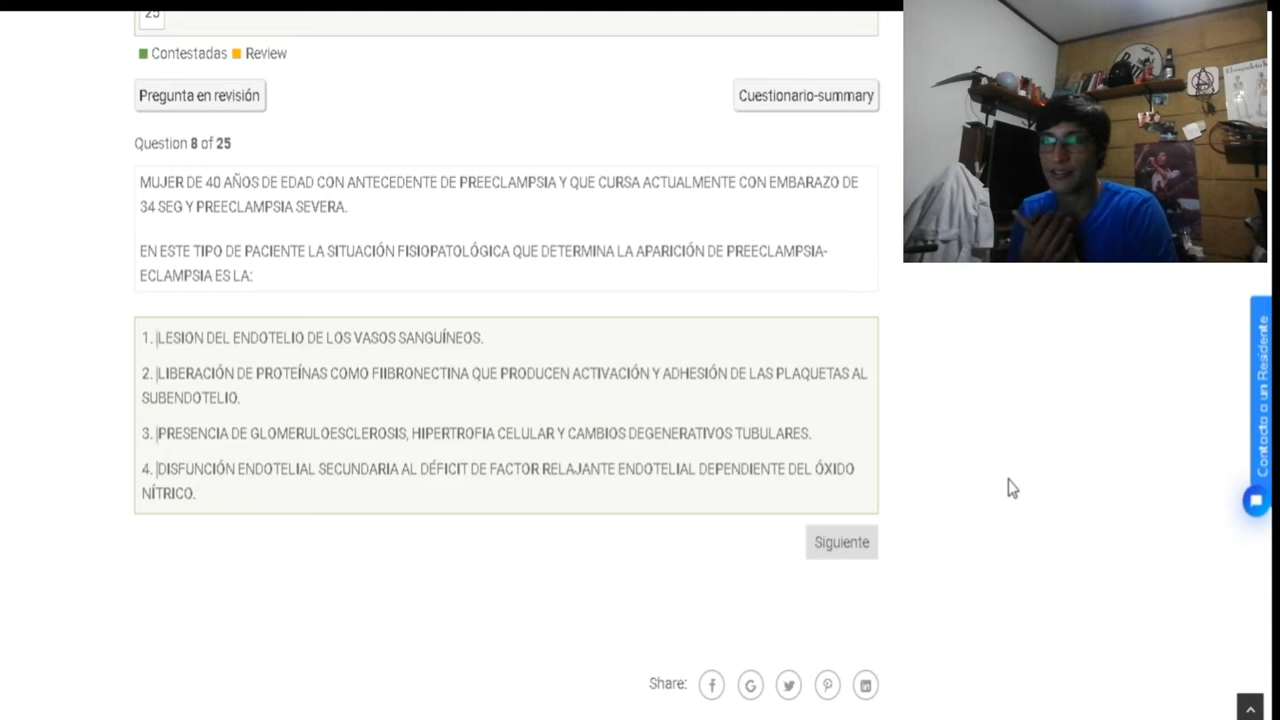 25
Contestadas Review
Pregunta en revisión
Cuestionario-summary
Question 8 of 25
MUJER DE 40 AÑOS DE EDAD CON ANTECEDENTE DE PREECLAMPSIA Y QUE CURSA ACTUALMENTE CON EMBARAZO DE
34 SEG Y PREECLAMPSIA SEVERA.
EN ESTE TIPO DE PACIENTE LA SITUACIÓN FISIOPATOLÓGICA QUE DETERMINA LA APARICIÓN DE PREECLAMPSIA-
ECLAMPSIA ES LA:
1. LESION DEL ENDOTELIO DE LOS VASOS SANGUÍNEOS.
2. LIBERACIÓN DE PROTEÍNAS COMO FIIBRONECTINA QUE PRODUCEN ACTIVACIÓN Y ADHESIÓN DE LAS PLAQUETAS AL
SUBENDOTELIO.
3. PRESENCIA DE GLOMERULOESCLEROSIS, HIPERTROFIA CELULAR Y CAMBIOS DEGENERATIVOS TUBULARES.
4. DISFUNCIÓN ENDOTELIAL SECUNDARIA AL DÉFICIT DE FACTOR RELAJANTE ENDOTELIAL DEPENDIENTE DEL ÓXIDO
NÍTRICO.
Siguiente
Contacta a un Residente
Share: